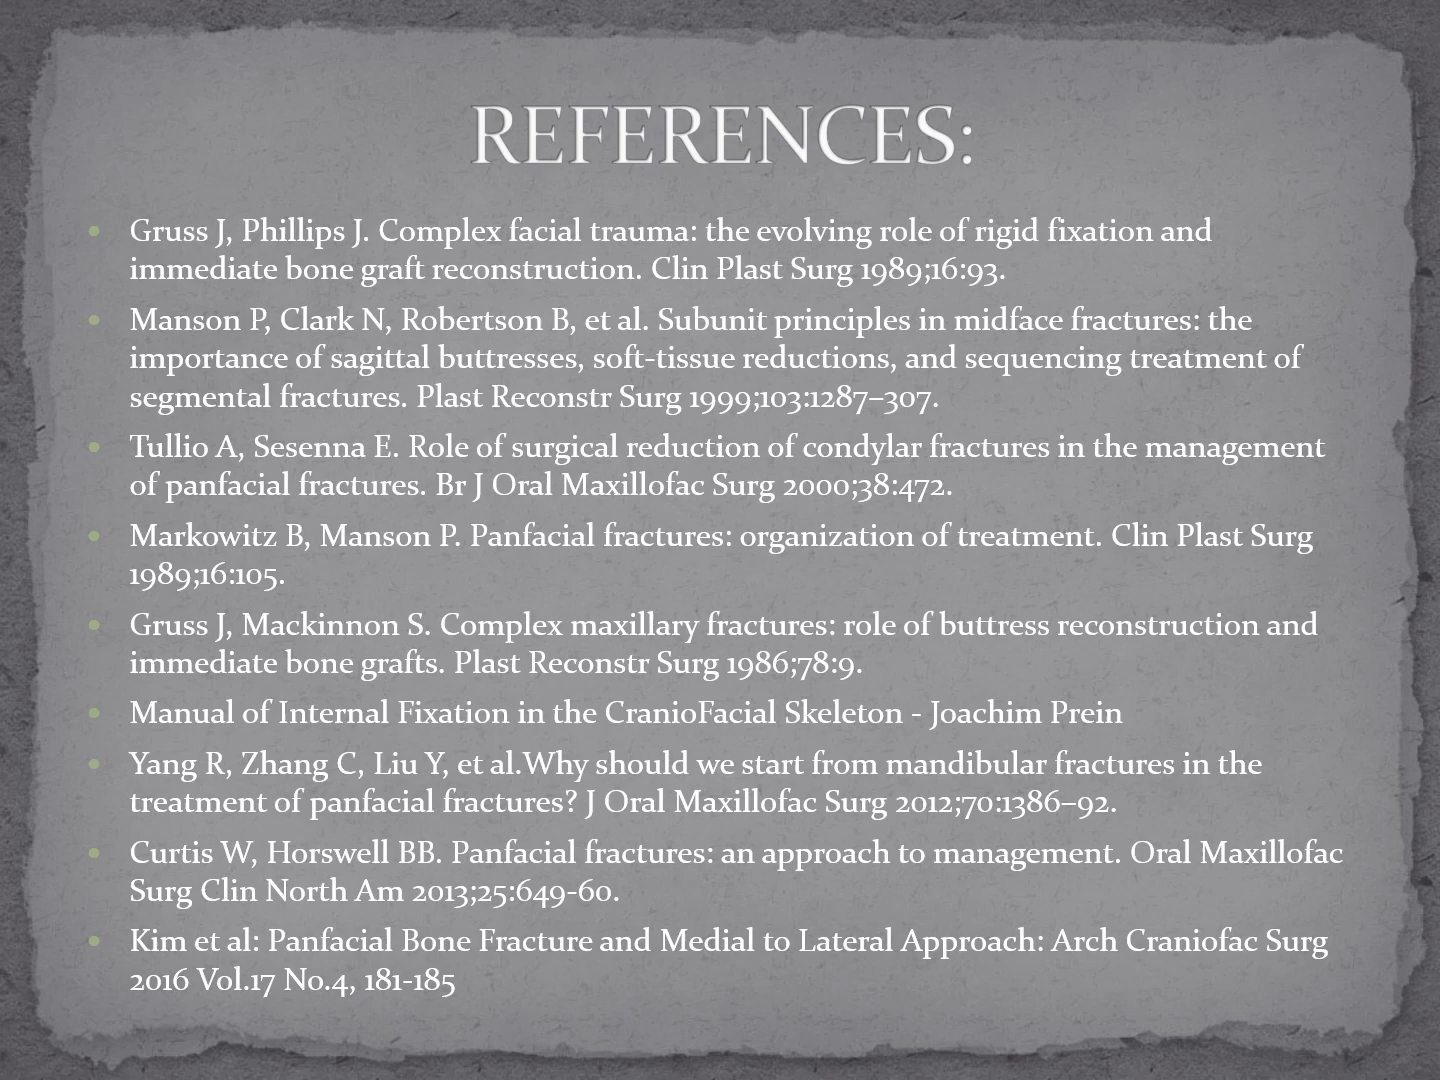 REFERENCES:
• Gruss J, Phillips J. Complex facial trauma: the evolving role of rigid fixation and
immediate bone graft reconstruction. Clin Plast Surg 1989;16:93.
• Manson P, Clark N, Robertson B, et al. Subunit principles in midface fractures: the
importance of sagittal buttresses, soft-tissue reductions, and sequencing treatment of
segmental fractures. Plast Reconstr Surg 1999;103:1287–307.
• Tullio A, Sesenna E. Role of surgical reduction of condylar fractures in the management
of panfacial fractures. Br J Oral Maxillofac Surg 2000;38:472.
• Markowitz B, Manson P. Panfacial fractures: organization of treatment. Clin Plast Surg
1989;16:105.
• Gruss J, Mackinnon S. Complex maxillary fractures: role of buttress reconstruction and
immediate bone grafts. Plast Reconstr Surg 1986;78:9.
• Manual of Internal Fixation in the CranioFacial Skeleton - Joachim Prein
• Yang R, Zhang C, Liu Y, et al.Why should we start from mandibular fractures in the
treatment of panfacial fractures? J Oral Maxillofac Surg 2012;70:1386–92.
• Curtis W, Horswell BB. Panfacial fractures: an approach to management. Oral Maxillofac
Surg Clin North Am 2013;25:649-60.
• Kim et al: Panfacial Bone Fracture and Medial to Lateral Approach: Arch Craniofac Surg
2016 Vol.17 No.4, 181-185